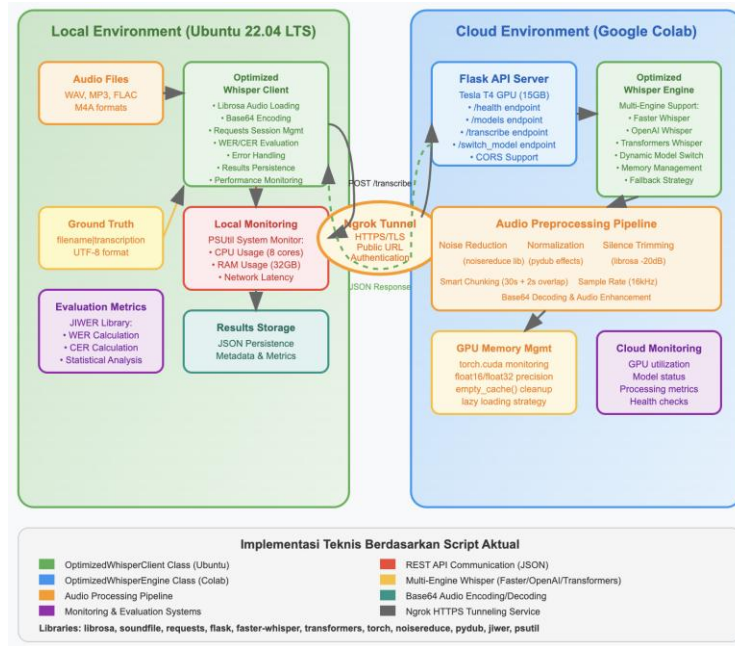 Local Environment (Ubuntu 22.04 LTS)
Audio Files
WAV, MP3, FLAC
M4A formats
Optimized
Whisper Client
• Librosa Audio Loading
• Base64 Encoding
• Requests Session Mgmt
• WER/CER Evaluation
• Error Handling
• Results Persistence
• Performance Monitoring
Ground Truth
filename|transcription
UTF-8 format
Local Monitoring
PSUtil System Monitor:
• CPU Usage (8 cores)
• RAM Usage (32GB)
• Network Latency
Evaluation Metrics
JIWER Library:
• WER Calculation
• CER Calculation
• Statistical Analysis
Results Storage
JSON Persistence
Metadata & Metrics
POST /transcribe
Ngrok Tunnel
HTTPS/TLS
Public URL
Authentication
JSON Response
Cloud Environment (Google Colab)
Flask API Server
Tesla T4 GPU (15GB)
• /health endpoint
• /models endpoint
• /transcribe endpoint
• /switch_model endpoint
• CORS Support
Optimized
Whisper Engine
Multi-Engine Support:
• Faster Whisper
• OpenAI Whisper
• Transformers Whisper
• Dynamic Model Switch
• Memory Management
• Fallback Strategy
Audio Preprocessing Pipeline
Noise Reduction Normalization Silence Trimming
(noisereduce lib) (pydub effects) (librosa -20dB)
Smart Chunking (30s + 2s overlap) Sample Rate (16kHz)
Base64 Decoding & Audio Enhancement
GPU Memory Mgmt
torch.cuda monitoring
float16/float32 precision
empty_cache() cleanup
lazy loading strategy
Cloud Monitoring
GPU utilization
Model status
Processing metrics
Health checks
Implementasi Teknis Berdasarkan Script Aktual
OptimizedWhisperClient Class (Ubuntu)
OptimizedWhisperEngine Class (Colab)
Audio Processing Pipeline
Monitoring & Evaluation Systems
REST API Communication (JSON)
Multi-Engine Whisper (Faster/OpenAI/Transformers)
Base64 Audio Encoding/Decoding
Ngrok HTTPS Tunneling Service
Libraries: librosa, soundfile, requests, flask, faster-whisper, transformers, torch, noisereduce, pydub, jiwer, psutil